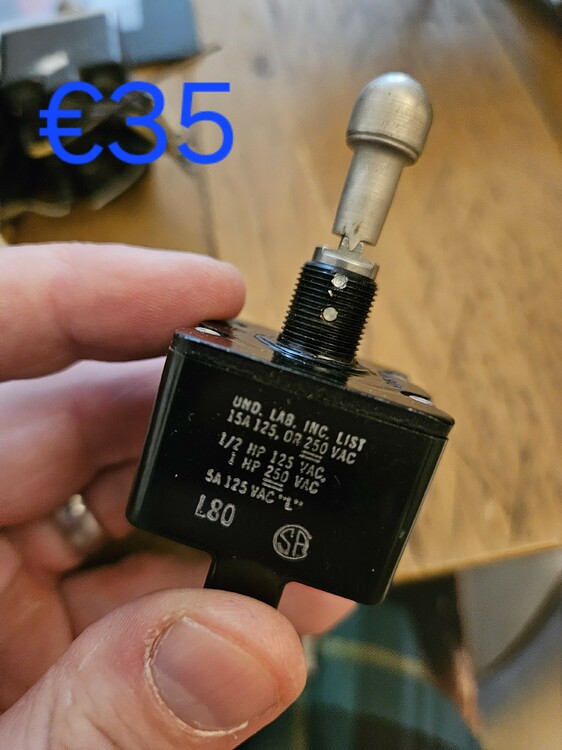 €35
UND. LAB. INC. LIST
15A 125, OR 250 VAC
1/2 HP 125 VAC,
1 HP 250 VAC
5A 125 VAC "L"
L80
SA